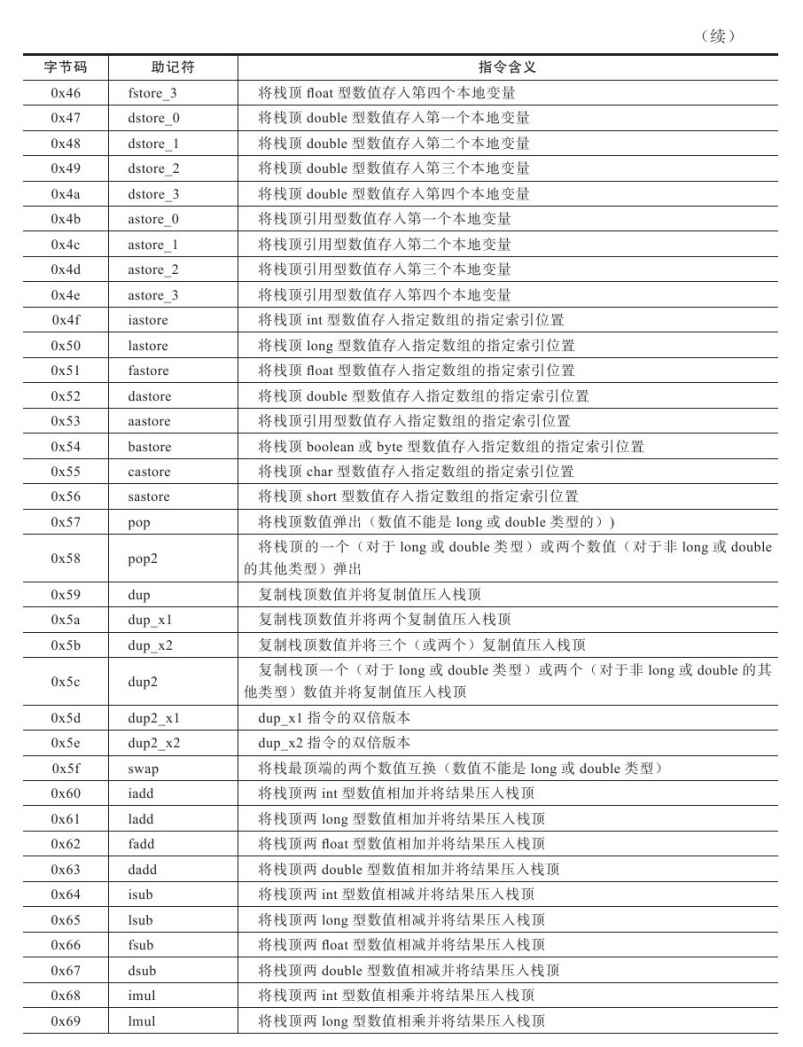 （续）
字节码 助记符 指令含义
0x46 fstore_3 将栈顶 float 型数值存入第四个本地变量
0x47 dstore_0 将栈顶 double 型数值存入第一个本地变量
0x48 dstore_1 将栈顶 double 型数值存入第二个本地变量
0x49 dstore_2 将栈顶 double 型数值存入第三个本地变量
0x4a dstore_3 将栈顶 double 型数值存入第四个本地变量
0x4b astore_0 将栈顶引用型数值存入第一个本地变量
0x4c astore_1 将栈顶引用型数值存入第二个本地变量
0x4d astore_2 将栈顶引用型数值存入第三个本地变量
0x4e astore_3 将栈顶引用型数值存入第四个本地变量
0x4f iastore 将栈顶 int 型数值存入指定数组的指定索引位置
0x50 lastore 将栈顶 long 型数值存入指定数组的指定索引位置
0x51 fastore 将栈顶 float 型数值存入指定数组的指定索引位置
0x52 dastore 将栈顶 double 型数值存入指定数组的指定索引位置
0x53 aastore 将栈顶引用型数值存入指定数组的指定索引位置
0x54 bastore 将栈顶 boolean 或 byte 型数值存入指定数组的指定索引位置
0x55 castore 将栈顶 char 型数值存入指定数组的指定索引位置
0x56 sastore 将栈顶 short 型数值存入指定数组的指定索引位置
0x57 pop 将栈顶数值弹出（数值不能是 long 或 double 类型的）)
0x58 pop2 将栈顶的一个（对于 long 或 double 类型）或两个数值（对于非 long 或 double
的其他类型）弹出
0x59 dup 复制栈顶数值并将复制值压入栈顶
0x5a dup_x1 复制栈顶数值并将两个复制值压入栈顶
0x5b dup_x2 复制栈顶数值并将三个（或两个）复制值压入栈顶
0x5c dup2 复制栈顶一个（对于 long 或 double 类型）或两个（对于非 long 或 double 的其
他类型）数值并将复制值压入栈顶
0x5d dup2_x1 dup_x1 指令的双倍版本
0x5e dup2_x2 dup_x2 指令的双倍版本
0x5f swap 将栈最顶端的两个数值互换（数值不能是 long 或 double 类型）
0x60 iadd 将栈顶两 int 型数值相加并将结果压入栈顶
0x61 ladd 将栈顶两 long 型数值相加并将结果压入栈顶
0x62 fadd 将栈顶两 float 型数值相加并将结果压入栈顶
0x63 dadd 将栈顶两 double 型数值相加并将结果压入栈顶
0x64 isub 将栈顶两 int 型数值相减并将结果压入栈顶
0x65 lsub 将栈顶两 long 型数值相减并将结果压入栈顶
0x66 fsub 将栈顶两 float 型数值相减并将结果压入栈顶
0x67 dsub 将栈顶两 double 型数值相减并将结果压入栈顶
0x68 imul 将栈顶两 int 型数值相乘并将结果压入栈顶
0x69 lmul 将栈顶两 long 型数值相乘并将结果压入栈顶